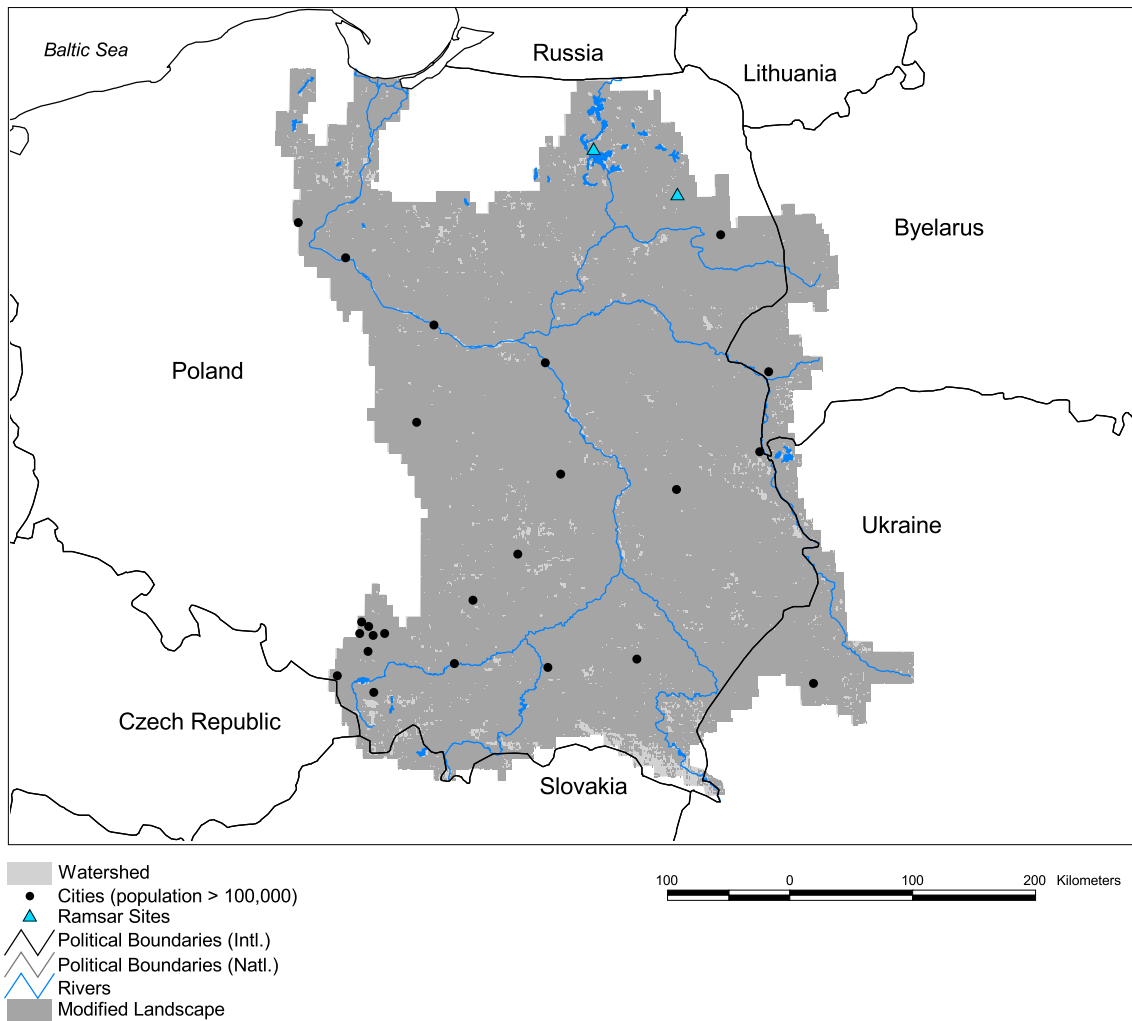 Baltic Sea
Russia
Lithuania
Byelarus
Poland
Ukraine
Czech Republic
Slovakia
Watershed
Cities (population > 100,000)
Ramsar Sites
Political Boundaries (Intl.)
Political Boundaries (Natl.)
Rivers
Modified Landscape
100 0 100 200 Kilometers